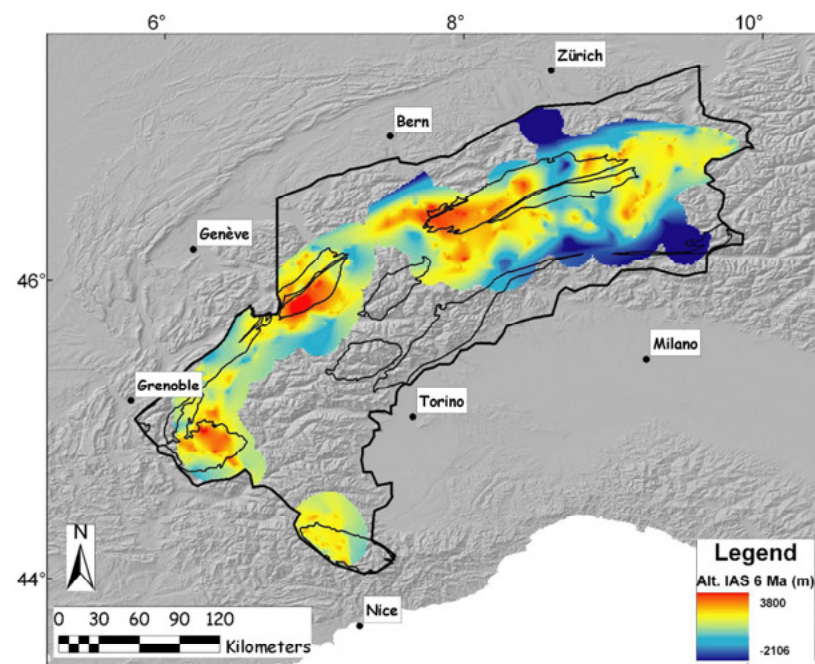 6°
8°
10°
Zürich
Bern
Genève
46°
Milano
Grenoble
Torino
N
44°
Nice
Legend
Alt. IAS 6 Ma (m)
3800
-2106
0 30 60 90 120
Kilometers